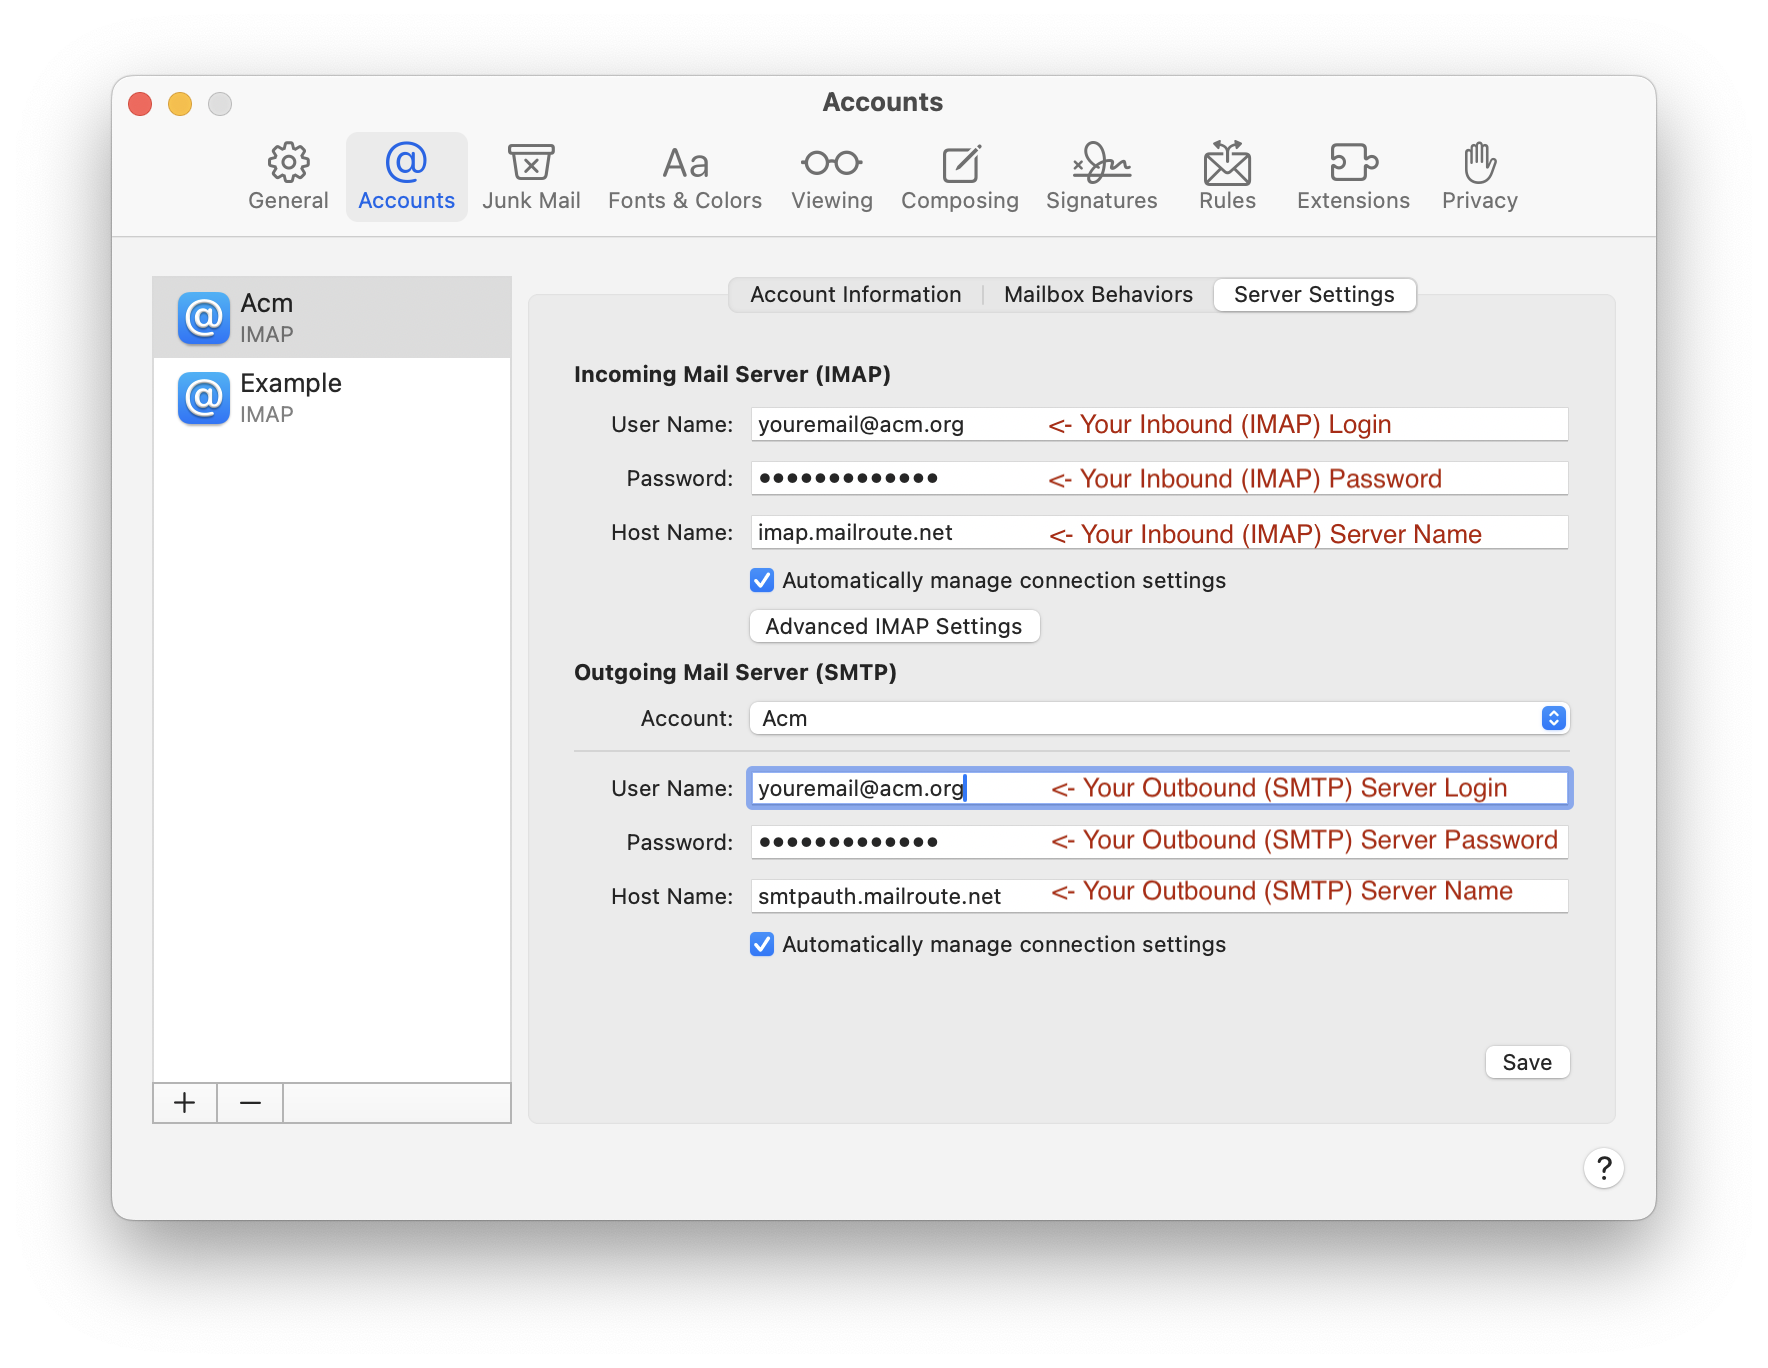 Accounts
General Accounts Junk Mail Fonts & Colors Viewing Composing Signatures Rules Extensions Privacy
Acm
IMAP
Example
IMAP
Account Information Mailbox Behaviors Server Settings
Incoming Mail Server (IMAP)
User Name: youremail@acm.org <- Your Inbound (IMAP) Login
Password: ••••••••••••• <- Your Inbound (IMAP) Password
Host Name: imap.mailroute.net <- Your Inbound (IMAP) Server Name
Automatically manage connection settings
Advanced IMAP Settings
Outgoing Mail Server (SMTP)
Account: Acm
User Name: youremail@acm.org <- Your Outbound (SMTP) Server Login
Password: ••••••••••••• <- Your Outbound (SMTP) Server Password
Host Name: smtpauth.mailroute.net <- Your Outbound (SMTP) Server Name
Automatically manage connection settings
Save
?